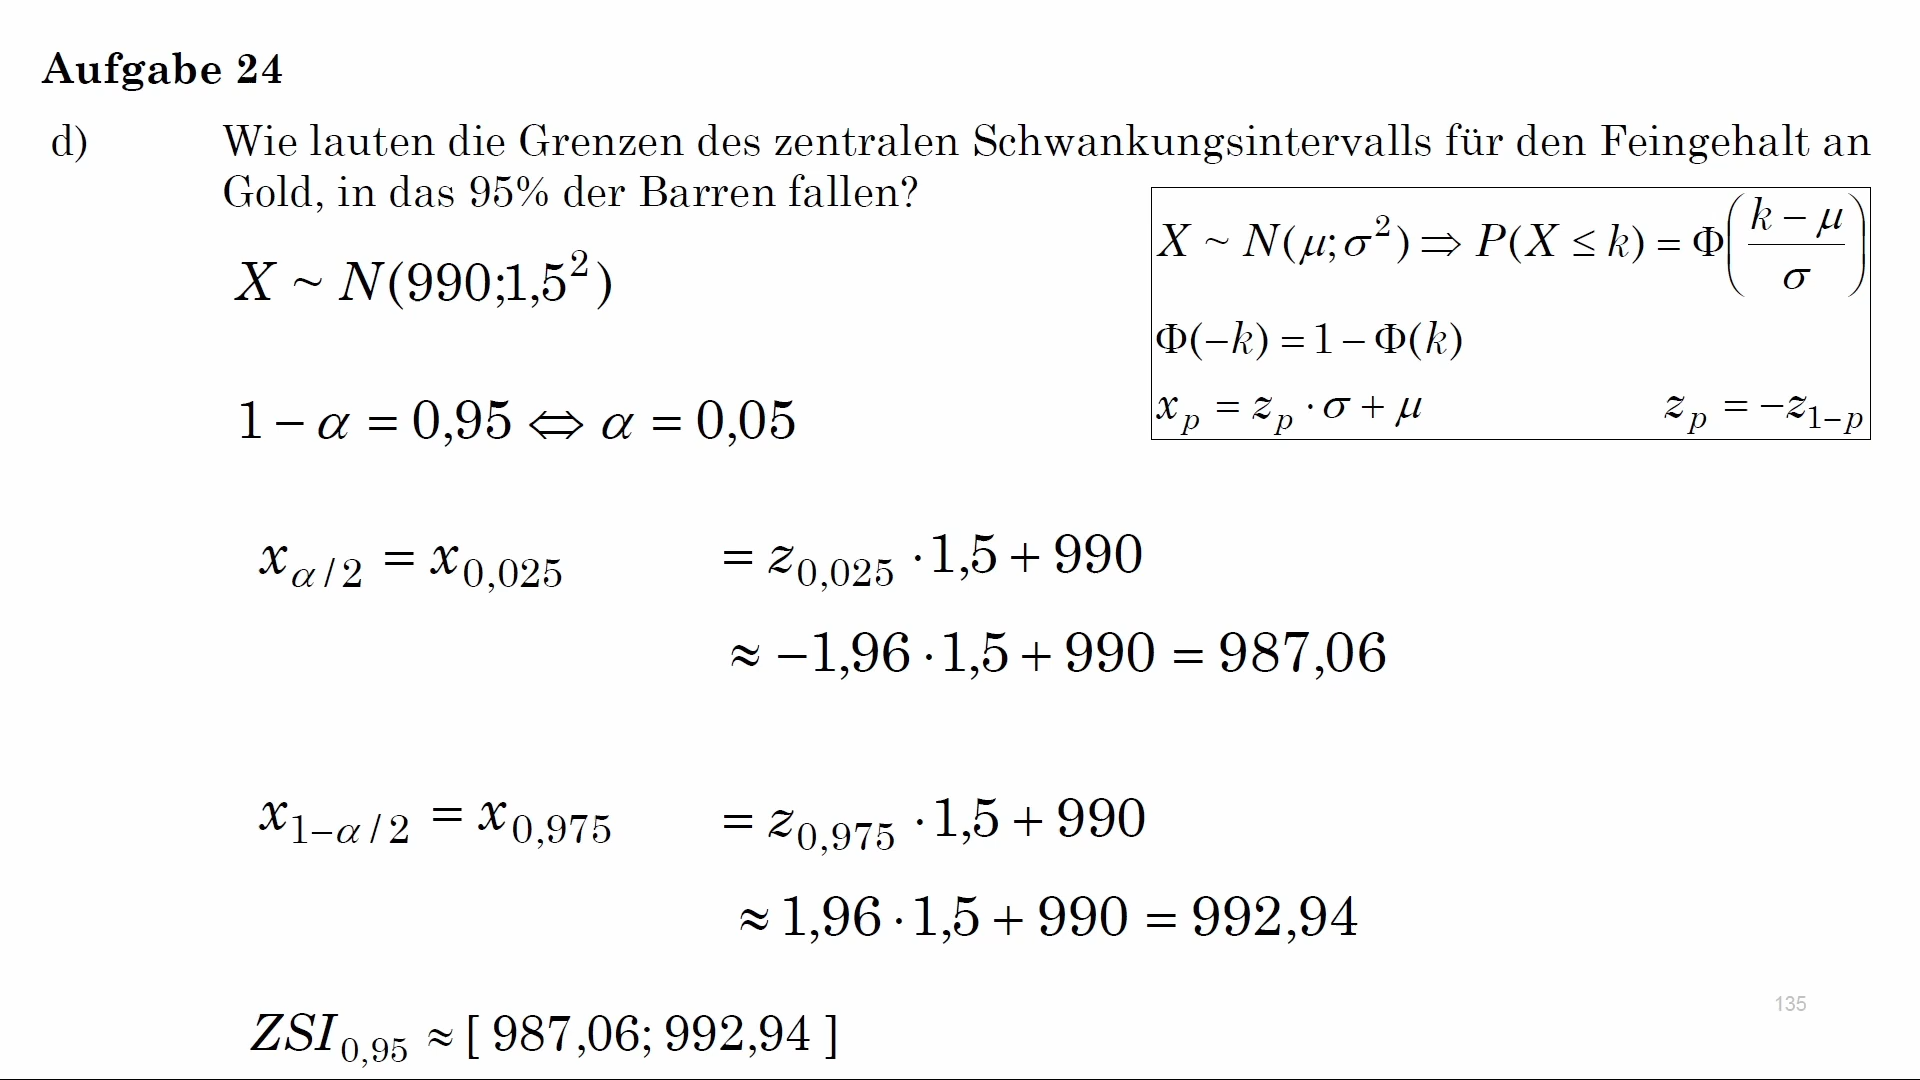 Aufgabe 24
d) Wie lauten die Grenzen des zentralen Schwankungsintervalls für den Feingehalt an
Gold, in das 95% der Barren fallen?
X ~ N(μ;σ²) ⇒ P(X ≤ k) = Φ((k − μ)/σ)
Φ(−k) = 1 − Φ(k)
x_p = z_p · σ + μ z_p = −z_{1−p}
X ~ N(990;1,5²)
1 − α = 0,95 ⇔ α = 0,05
x_{α/2} = x_{0,025} = z_{0,025} · 1,5 + 990
≈ −1,96 · 1,5 + 990 = 987,06
x_{1−α/2} = x_{0,975} = z_{0,975} · 1,5 + 990
≈ 1,96 · 1,5 + 990 = 992,94
ZSI_{0,95} ≈ [ 987,06; 992,94 ]
135